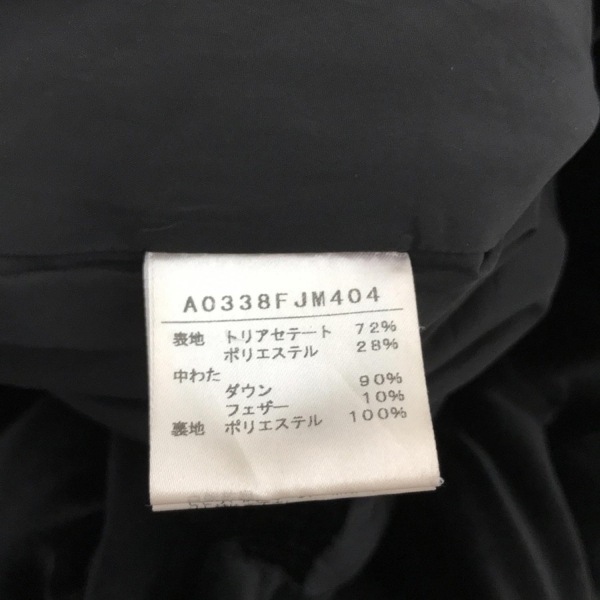 A0338FJM404
表地 トリアセテート 72%
ポリエステル 28%
中わた
ダウン 90%
フェザー 10%
裏地 ポリエステル 100%